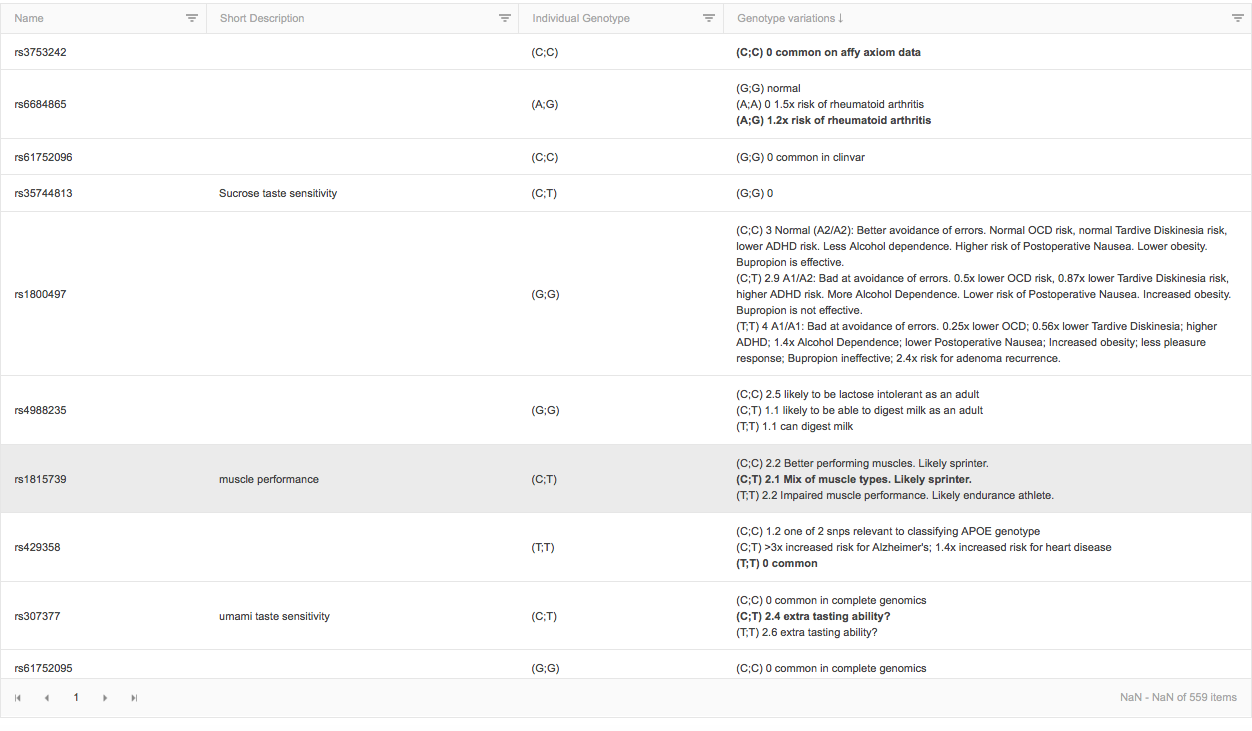 Name Short Description Individual Genotype Genotype variations ↓
rs3753242 (C;C) (C;C) 0 common on affy axiom data
(G;G) normal
rs6684865 (A;G) (A;A) 0 1.5x risk of rheumatoid arthritis
(A;G) 1.2x risk of rheumatoid arthritis
rs61752096 (C;C) (G;G) 0 common in clinvar
rs35744813 Sucrose taste sensitivity (C;T) (G;G) 0
(C;C) 3 Normal (A2/A2): Better avoidance of errors. Normal OCD risk, normal Tardive Diskinesia risk,
lower ADHD risk. Less Alcohol dependence. Higher risk of Postoperative Nausea. Lower obesity.
Bupropion is effective.
(C;T) 2.9 A1/A2: Bad at avoidance of errors. 0.5x lower OCD risk, 0.87x lower Tardive Diskinesia risk,
rs1800497 (G;G) higher ADHD risk. More Alcohol Dependence. Lower risk of Postoperative Nausea. Increased obesity.
Bupropion is not effective.
(T;T) 4 A1/A1: Bad at avoidance of errors. 0.25x lower OCD; 0.56x lower Tardive Diskinesia; higher
ADHD; 1.4x Alcohol Dependence; lower Postoperative Nausea; Increased obesity; less pleasure
response; Bupropion ineffective; 2.4x risk for adenoma recurrence.
(C;C) 2.5 likely to be lactose intolerant as an adult
rs4988235 (G;G) (C;T) 1.1 likely to be able to digest milk as an adult
(T;T) 1.1 can digest milk
(C;C) 2.2 Better performing muscles. Likely sprinter.
rs1815739 muscle performance (C;T) (C;T) 2.1 Mix of muscle types. Likely sprinter.
(T;T) 2.2 Impaired muscle performance. Likely endurance athlete.
(C;C) 1.2 one of 2 snps relevant to classifying APOE genotype
rs429358 (T;T) (C;T) >3x increased risk for Alzheimer's; 1.4x increased risk for heart disease
(T;T) 0 common
(C;C) 0 common in complete genomics
rs307377 umami taste sensitivity (C;T) (C;T) 2.4 extra tasting ability?
(T;T) 2.6 extra tasting ability?
rs61752095 (G;G) (C;C) 0 common in complete genomics
1 NaN - NaN of 559 items